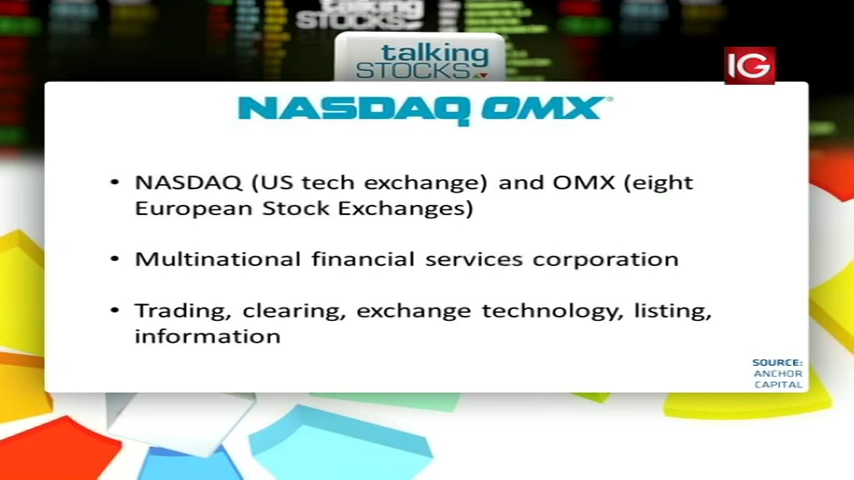 STOCKS
talking
STOCKS
IG
NASDAQ OMX®
• NASDAQ (US tech exchange) and OMX (eight
European Stock Exchanges)
• Multinational financial services corporation
• Trading, clearing, exchange technology, listing,
information
SOURCE:
ANCHOR
CAPITAL